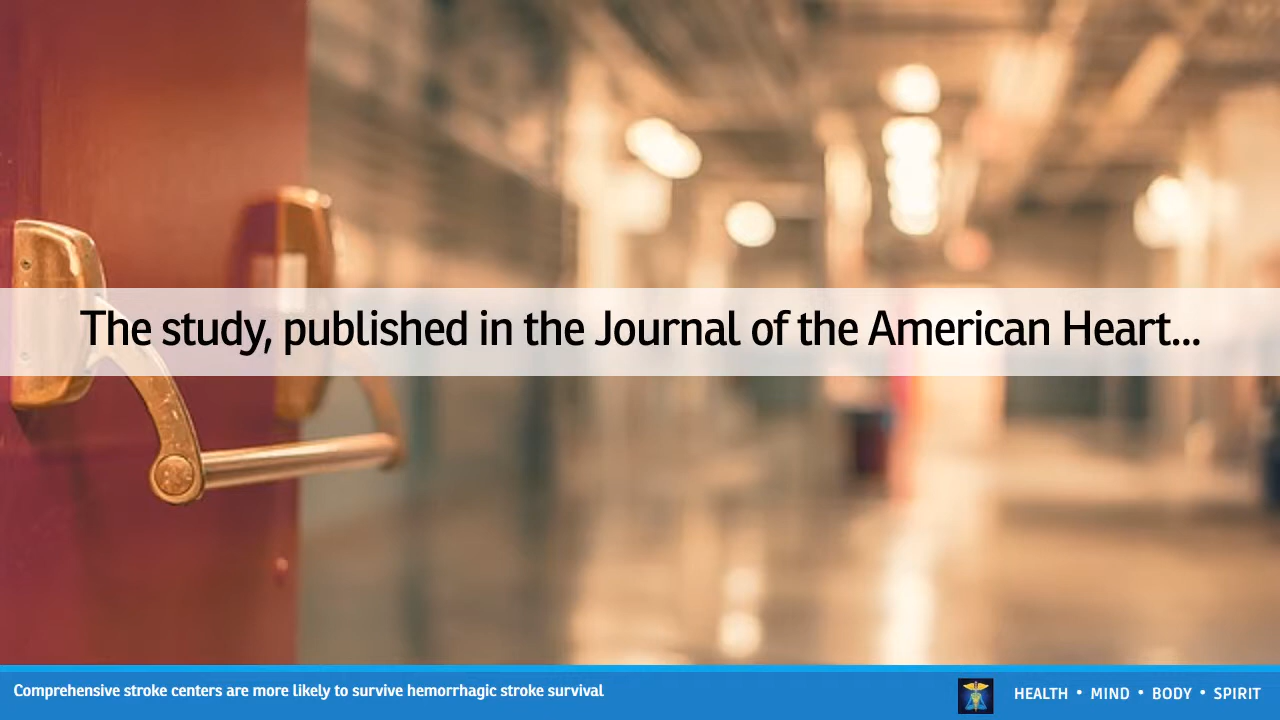 The study, published in the Journal of the American Heart...
Comprehensive stroke centers are more likely to survive hemorrhagic stroke survival
HEALTH • MIND • BODY • SPIRIT